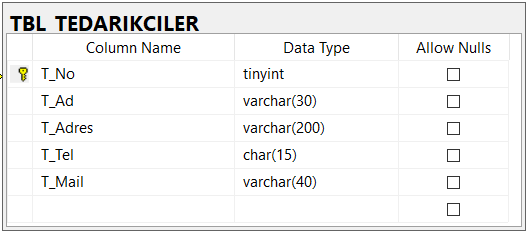 TBL_TEDARIKCILER
Column Name Data Type Allow Nulls
T_No tinyint
T_Ad varchar(30)
T_Adres varchar(200)
T_Tel char(15)
T_Mail varchar(40)